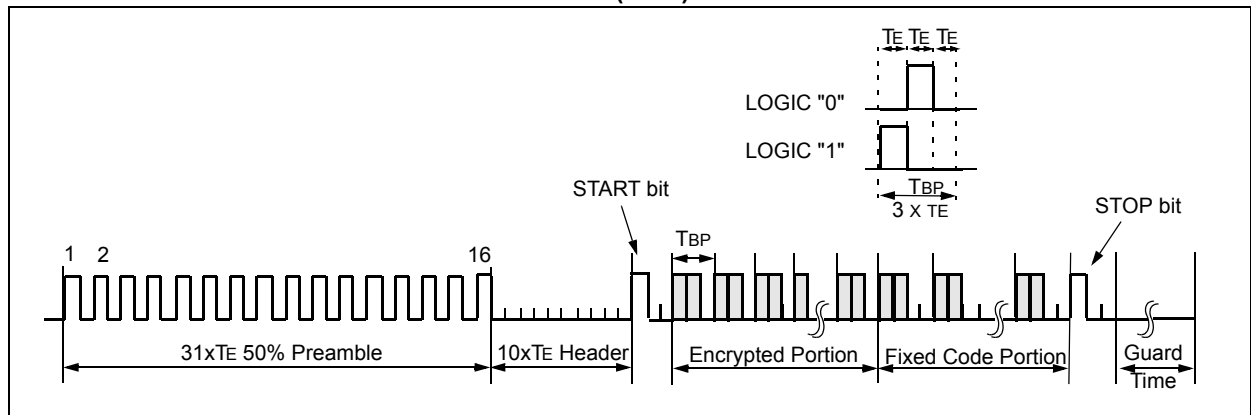 TE TE TE
LOGIC "0"
LOGIC "1"
TBP
3 X TE
START bit
STOP bit
1 2 16
TBP
31xTE 50% Preamble
10xTE Header
Encrypted Portion
Fixed Code Portion
Guard
Time